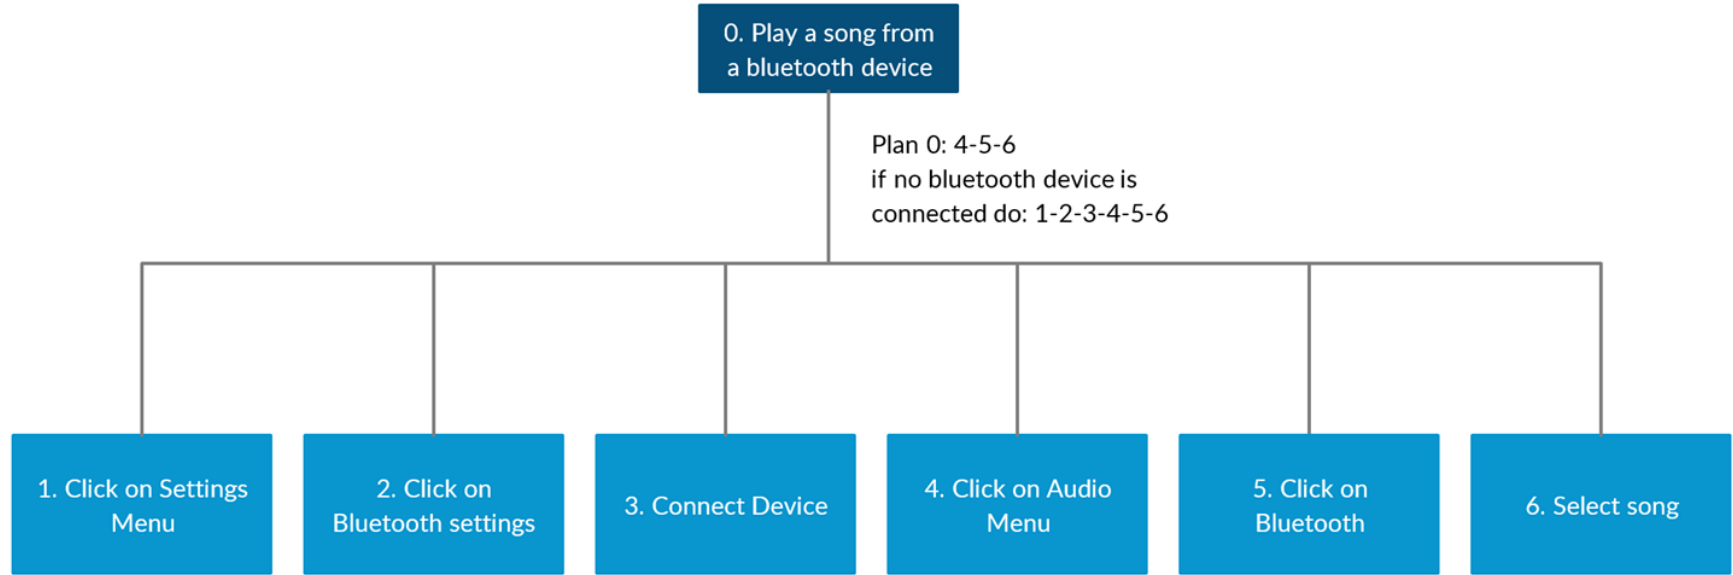 0. Play a song from
a bluetooth device
Plan 0: 4-5-6
if no bluetooth device is
connected do: 1-2-3-4-5-6
1. Click on Settings
Menu
2. Click on
Bluetooth settings
3. Connect Device
4. Click on Audio
Menu
5. Click on
Bluetooth
6. Select song